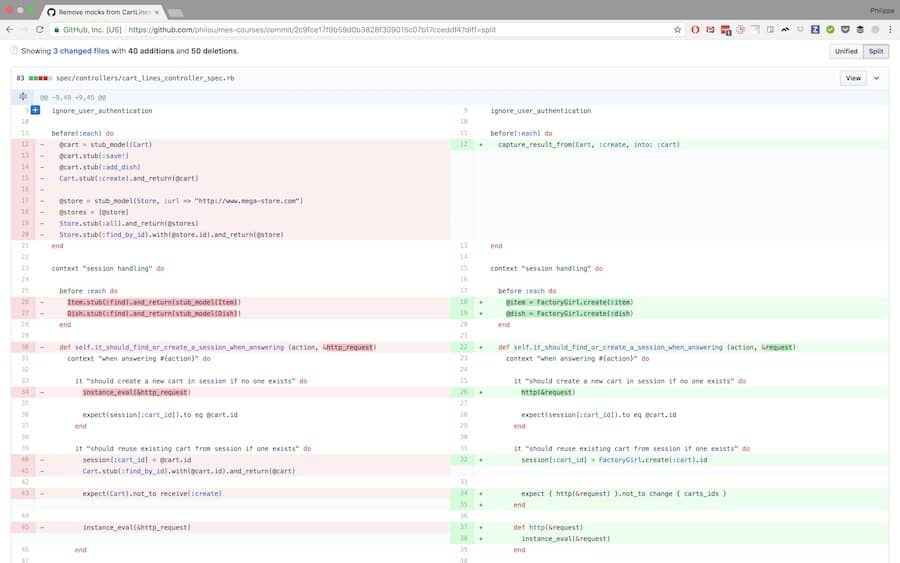 Remove mocks from CartLines
Philippe
GitHub, Inc. [US] https://github.com/philou/mes-courses/commit/2c9fce17f9b59d0b3828f309015c07b17cceddf47diff=split
Showing 3 changed files with 40 additions and 50 deletions.
Unified Split
83 spec/controllers/cart_lines_controller_spec.rb View
@@ -9,49 +9,45 @@
9 ignore_user_authentication
10
11 before(:each) do
12 - @cart = stub_model(Cart)
13 - @cart.stub(:save!)
14 - @cart.stub(:add_dish)
15 - Cart.stub(:create).and_return(@cart)
16 -
17 - @store = stub_model(Store, :url => "http://www.mega-store.com")
18 - @stores = [@store]
19 - Store.stub(:all).and_return(@stores)
20 - Store.stub(:find_by_id).with(@store.id).and_return(@store)
21 end
22
23 context "session handling" do
24
25 before :each do
26 - Item.stub(:find).and_return(stub_model(Item))
27 - Dish.stub(:find).and_return(stub_model(Dish))
28 end
29
30 - def self.it_should_find_or_create_a_session_when_answering (action, &http_request)
31 context "when answering #{action}" do
32
33 it "should create a new cart in session if no one exists" do
34 - instance_eval(&http_request)
35
36 expect(session[:cart_id]).to eq @cart.id
37 end
38
39 it "should reuse existing cart from session if one exists" do
40 - session[:cart_id] = @cart.id
41 - Cart.stub(:find_by_id).with(@cart.id).and_return(@cart)
42
43 - expect(Cart).not_to receive(:create)
44
45 - instance_eval(&http_request)
46 end
47
9 ignore_user_authentication
10
11 before(:each) do
12 + capture_result_from(Cart, :create, into: :cart)
13 end
14
15 context "session handling" do
16
17 before :each do
18 + @item = FactoryGirl.create(:item)
19 + @dish = FactoryGirl.create(:dish)
20 end
21
22 + def self.it_should_find_or_create_a_session_when_answering (action, &request)
23 context "when answering #{action}" do
24
25 it "should create a new cart in session if no one exists" do
26 + http(&request)
27
28 expect(session[:cart_id]).to eq @cart.id
29 end
30
31 it "should reuse existing cart from session if one exists" do
32 + session[:cart_id] = FactoryGirl.create(:cart).id
33
34 + expect { http(&request) }.not_to change { carts_ids }
35 + end
36
37 + def http(&request)
38 + instance_eval(&request)
39 end
40